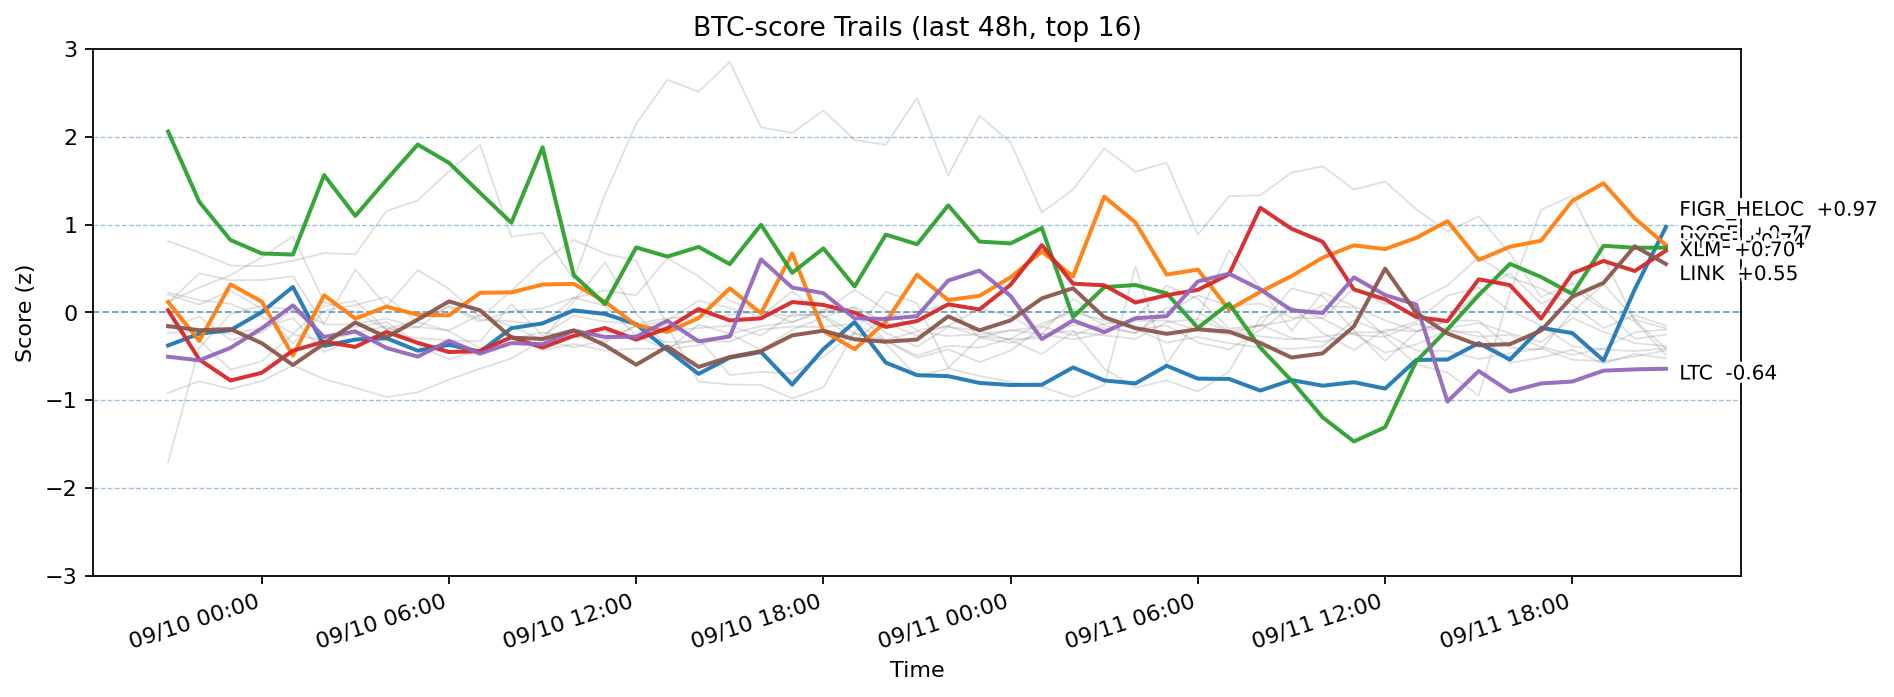 BTC-score Trails (last 48h, top 16)
Score (z)
3
2
1
0
−1
−2
−3
FIGR_HELOC +0.97
DOGE +0.77
XLM +0.70
LINK +0.55
LTC -0.64
09/10 00:00
09/10 06:00
09/10 12:00
09/10 18:00
09/11 00:00
09/11 06:00
09/11 12:00
09/11 18:00
Time